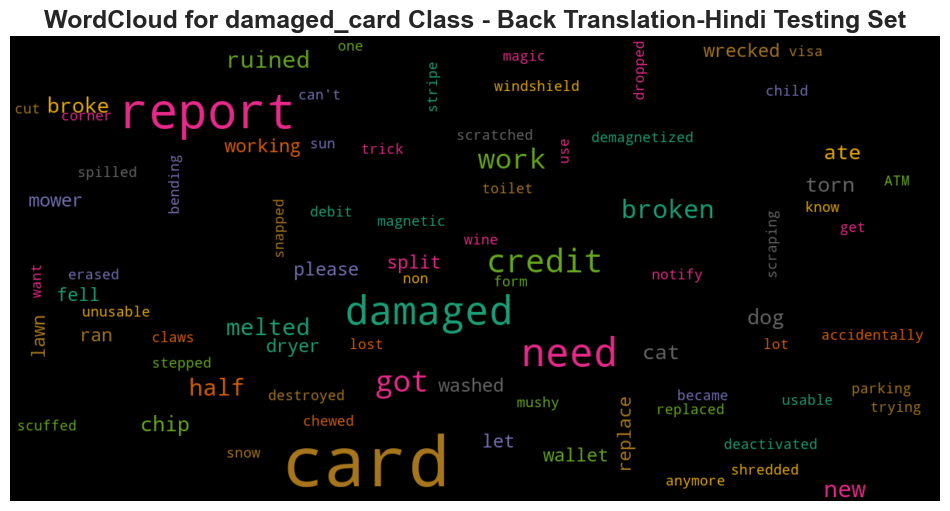 WordCloud for damaged_card Class - Back Translation-Hindi Testing Set
one
ruined
magic
dropped
wrecked
visa
stripe
windshield
child
can't
cut
broke
corner
report
scratched
demagnetized
working
sun
trick
work
use
ate
spilled
bending
toilet
torn
ATM
mower
snapped
debit
magnetic
broken
know
get
scraping
wine
want
erased
please
split
non
credit
form
notify
fell
unusable
damaged
dog
lawn
ran
claws
melted
dryer
lost
need
cat
lot
accidentally
stepped
half
destroyed
got
washed
mushy
became
replaced
usable
parking
trying
scuffed
chip
chewed
let
replace
deactivated
snow
card
wallet
shredded
anymore
new